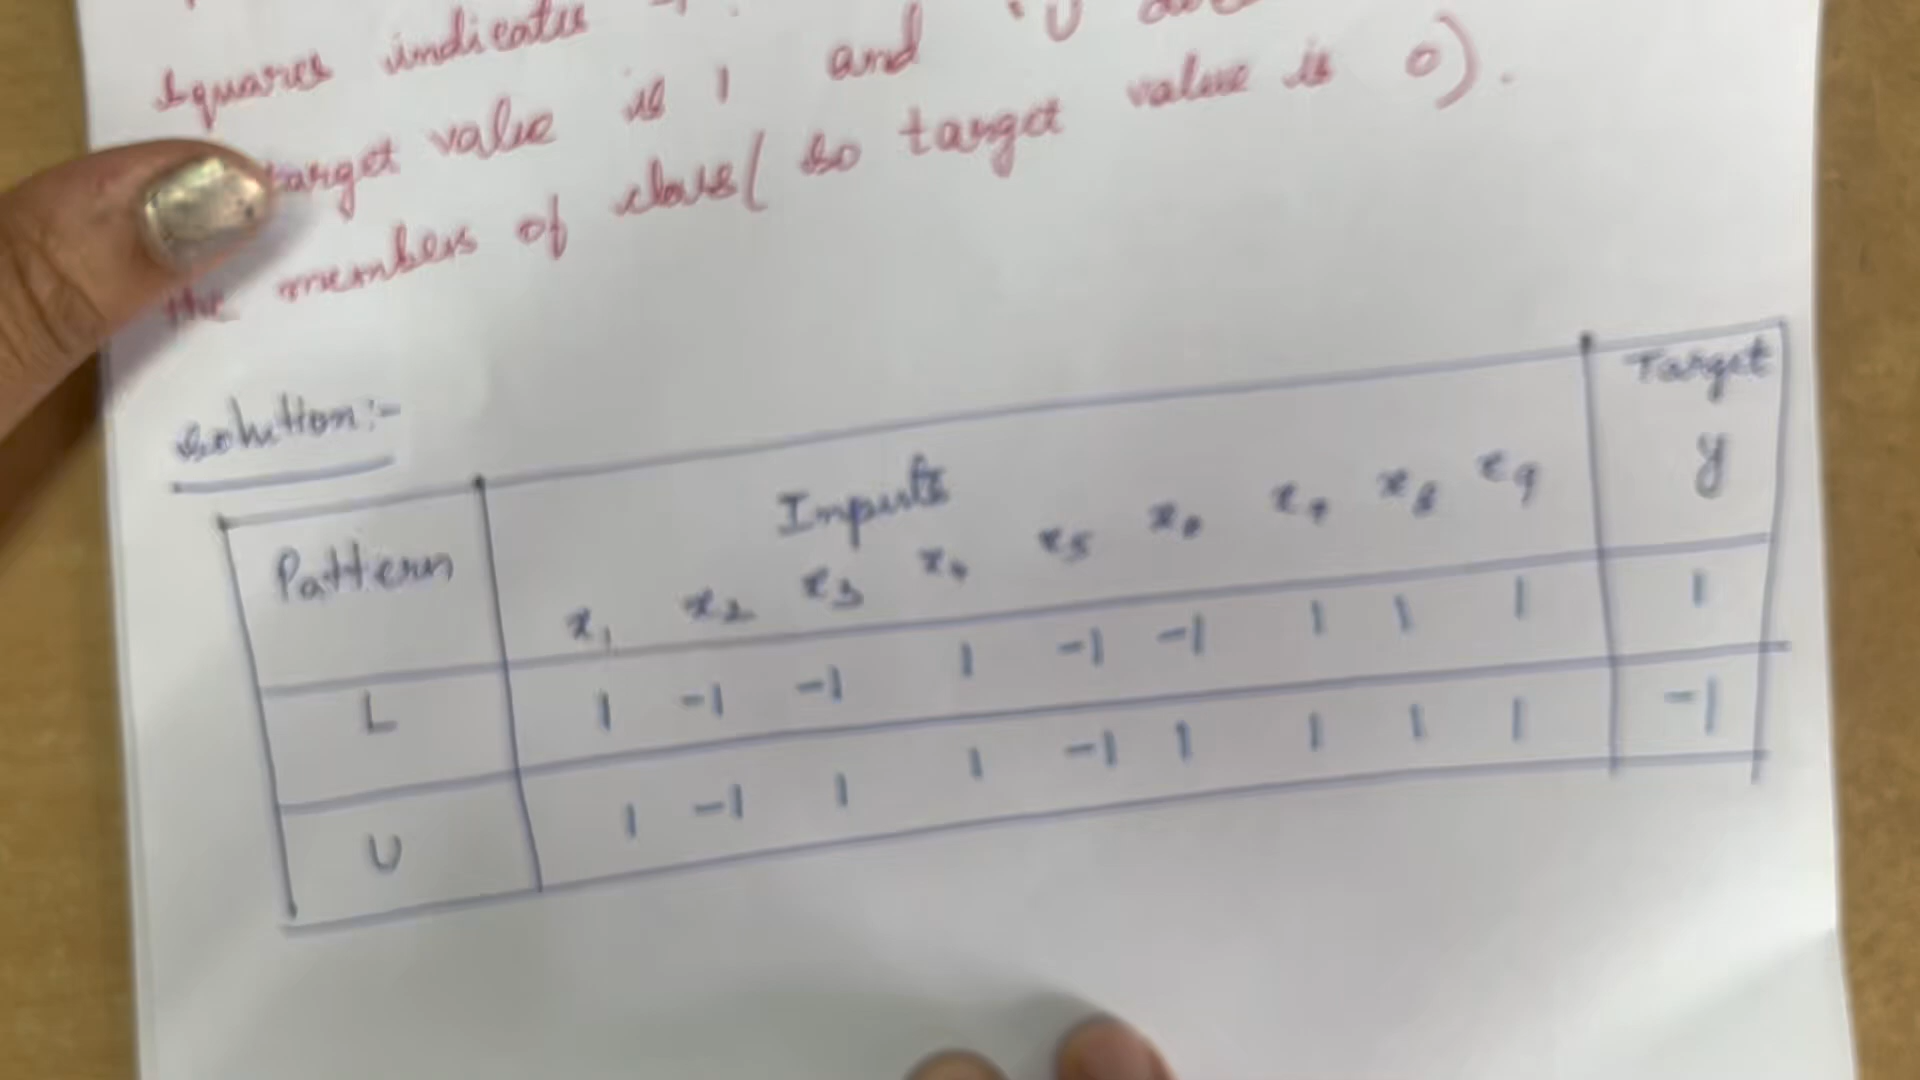 squares indicates
target value is 1 and 'U
the members of class ( so target value is 0).
Solution:-
Pattern Inputs Target
x1 x2 x3 x4 x5 x6 x7 x8 x9 y
L 1 -1 -1 1 -1 -1 1 1 1 1
U 1 -1 1 1 -1 1 1 1 1 -1